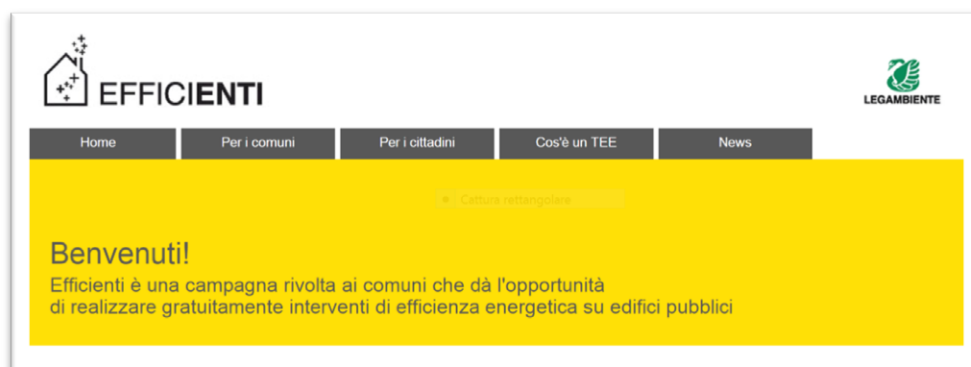 EFFICIENTI
LEGAMBIENTE
Home
Per i comuni
Per i cittadini
Cos'è un TEE
News
Cattura rettangolare
Benvenuti!
Efficienti è una campagna rivolta ai comuni che dà l'opportunità
di realizzare gratuitamente interventi di efficienza energetica su edifici pubblici